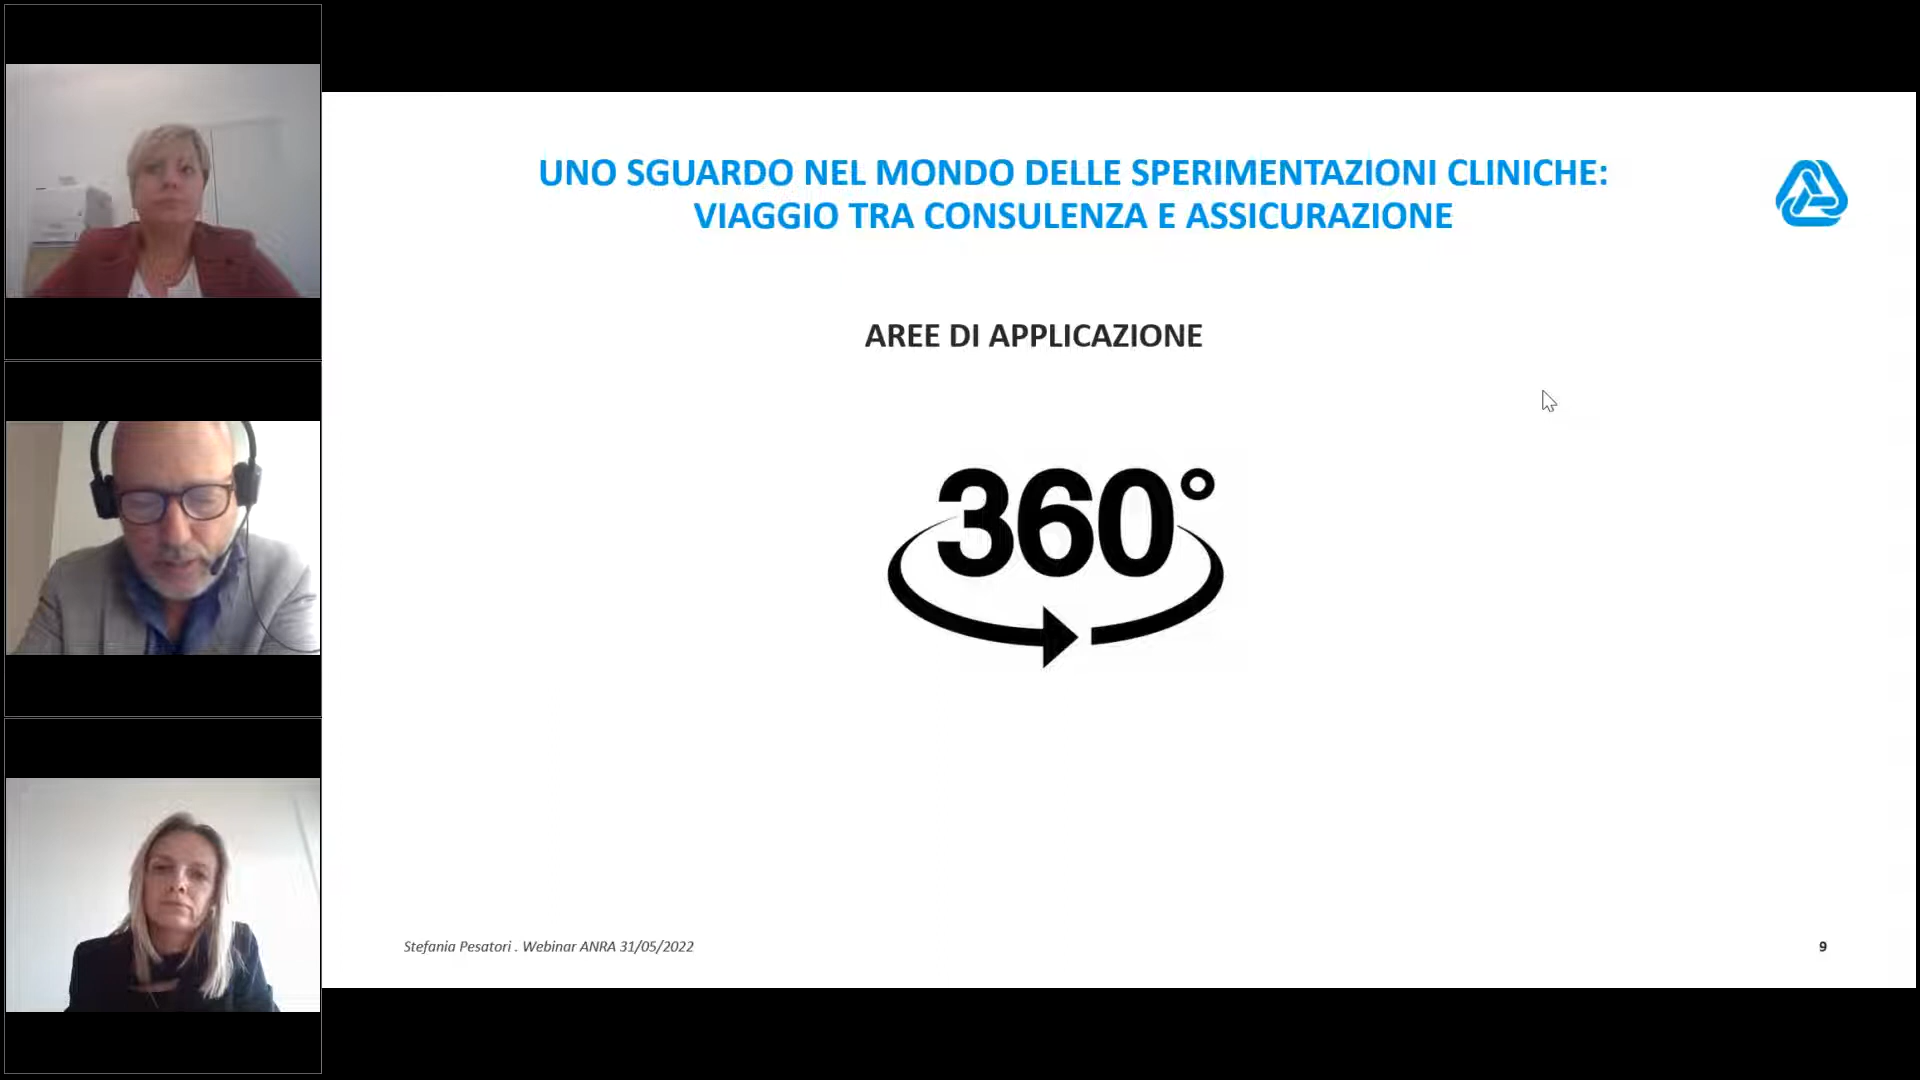 UNO SGUARDO NEL MONDO DELLE SPERIMENTAZIONI CLINICHE:
VIAGGIO TRA CONSULENZA E ASSICURAZIONE
AREE DI APPLICAZIONE
360°
Stefania Pesatori . Webinar ANRA 31/05/2022
9